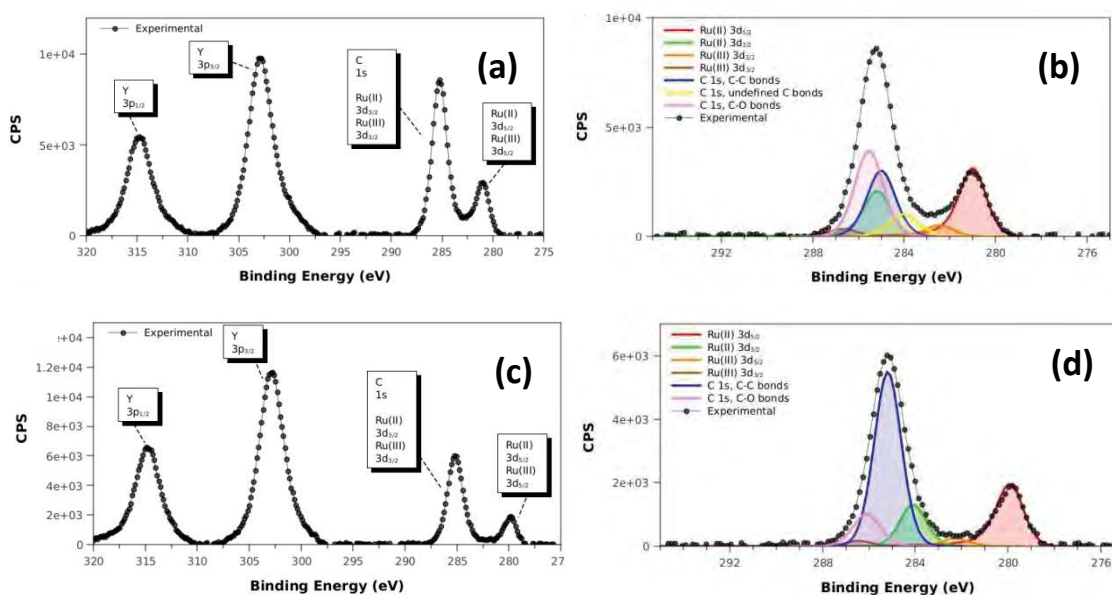 1e+04
5e+03
0
CPS
Experimental
Y
3p1/2
Y
3p3/2
C
1s
Ru(II)
3d3/2
Ru(III)
3d3/2
Ru(II)
3d5/2
Ru(III)
3d5/2
(a)
320 315 310 305 300 295 290 285 280 275
Binding Energy (eV)
1e+04
5e+03
0
CPS
Ru(II) 3d5/2
Ru(II) 3d3/2
Ru(III) 3d5/2
Ru(III) 3d3/2
C 1s, C-C bonds
C 1s, undefined C bonds
C 1s, C-O bonds
Experimental
(b)
292 288 284 280 276
Binding Energy (eV)
1e+04
1.2e+04
1e+04
8e+03
6e+03
4e+03
2e+03
0
CPS
Experimental
Y
3p1/2
Y
3p3/2
C
1s
Ru(II)
3d3/2
Ru(III)
3d3/2
Ru(II)
3d5/2
Ru(III)
3d5/2
(c)
320 315 310 305 300 295 290 285 280 27
Binding Energy (eV)
6e+03
4e+03
2e+03
0
CPS
Ru(II) 3d5/2
Ru(II) 3d3/2
Ru(III) 3d5/2
Ru(III) 3d3/2
C 1s, C-C bonds
C 1s, C-O bonds
Experimental
(d)
292 288 284 280 276
Binding Energy (eV)